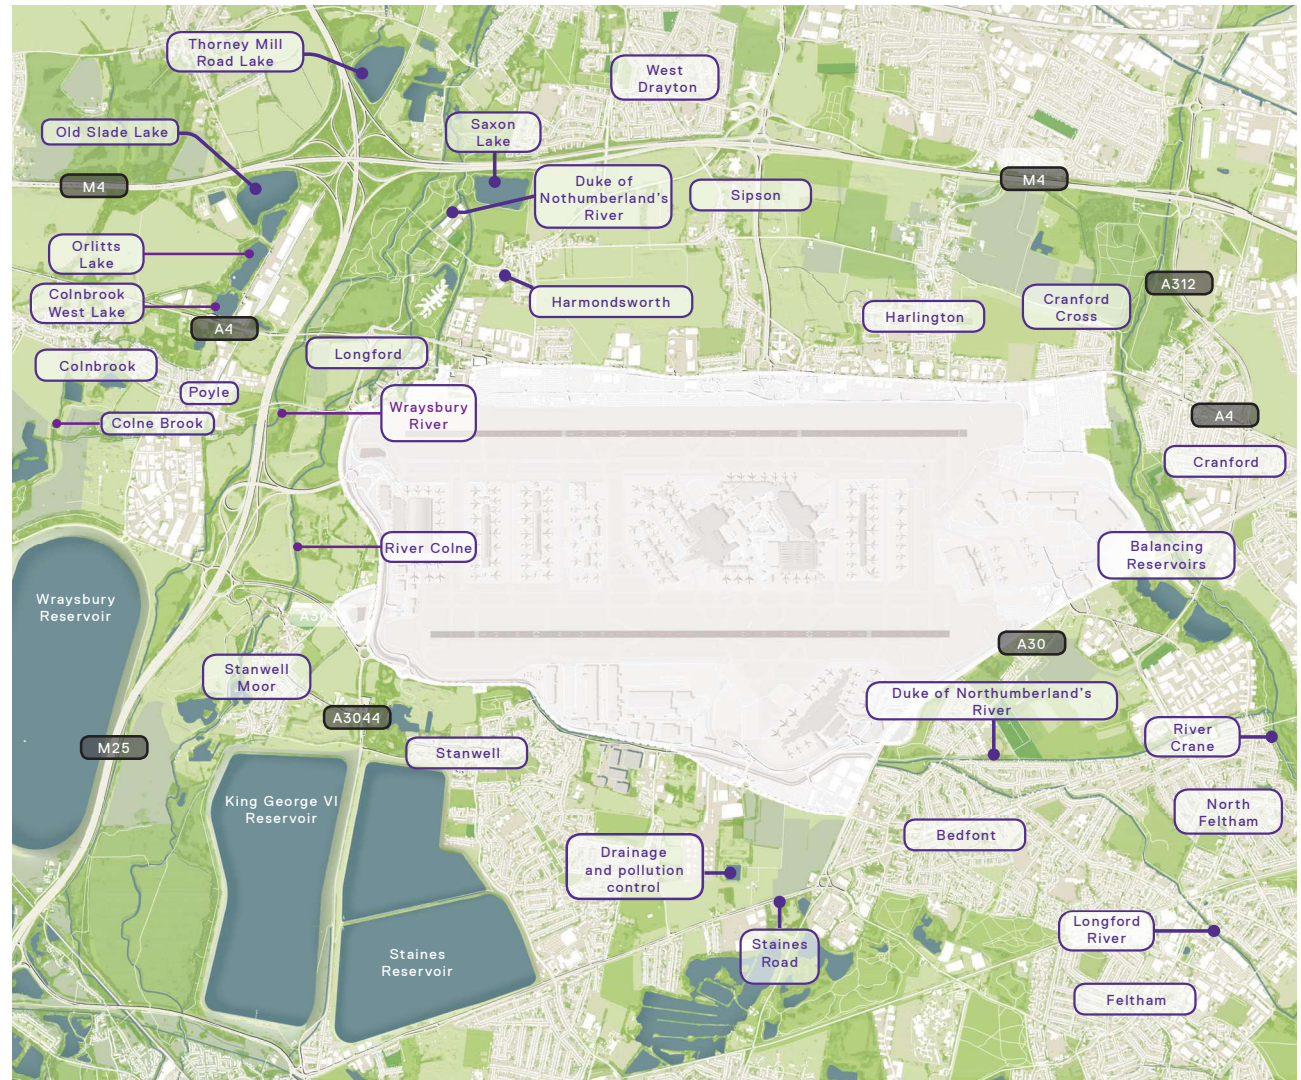 Thorney Mill
Road Lake
West
Drayton
Old Slade Lake
Saxon
Lake
M4
Duke of
Nothumberland's
River
Sipson
M4
Orlitts
Lake
Colnbrook
West Lake
A4
Harmondsworth
Harlington
Cranford
Cross
A312
Colnbrook
Longford
Poyle
Wraysbury
River
Colne Brook
A4
Cranford
River Colne
Balancing
Reservoirs
Wraysbury
Reservoir
A30
A30
Stanwell
Moor
Duke of Northumberland's
River
A3044
M25
Stanwell
River
Crane
King George VI
Reservoir
North
Feltham
Bedfont
Drainage
and pollution
control
Longford
River
Staines
Road
Staines
Reservoir
Feltham